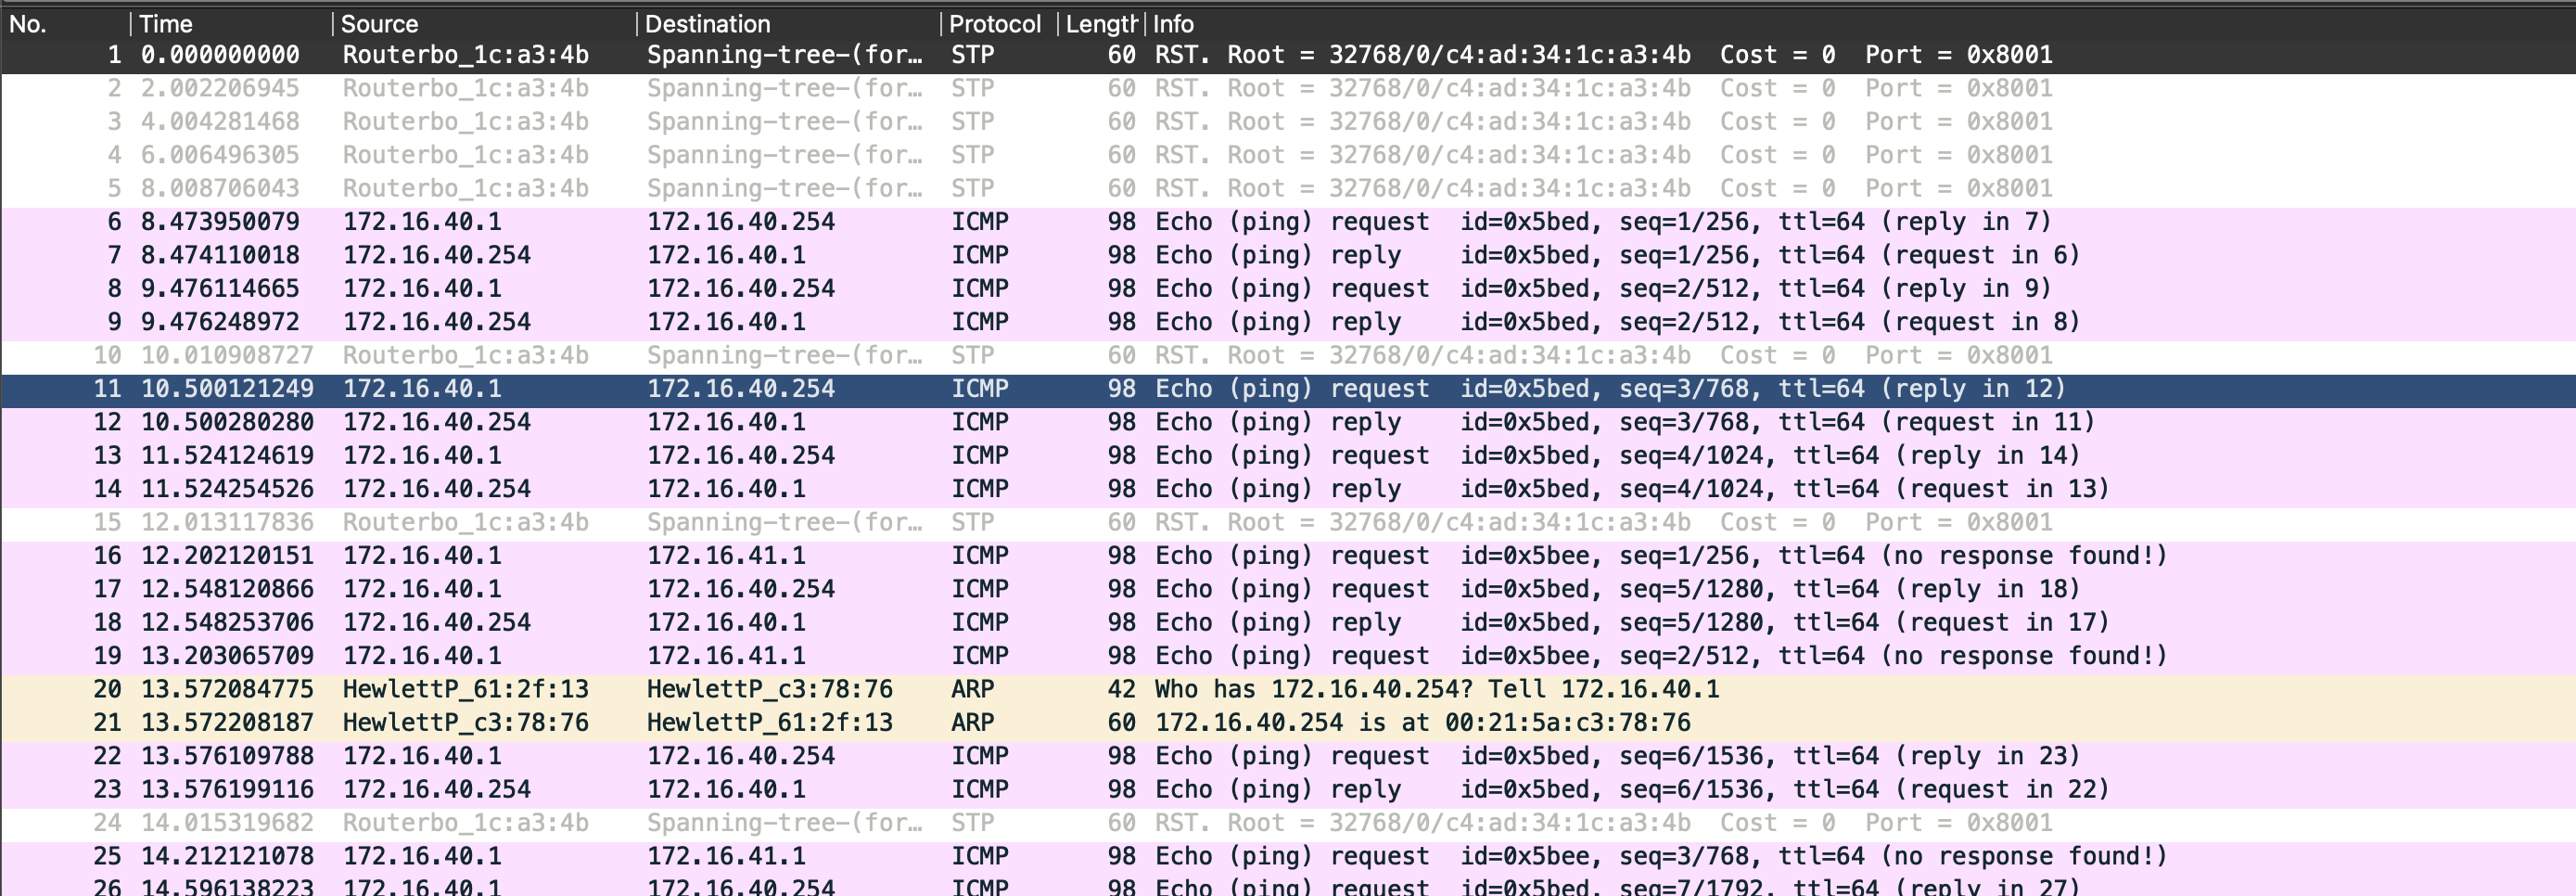 No. Time Source Destination Protocol Length Info
1 0.000000000 Routerbo_1c:a3:4b Spanning-tree-(for… STP 60 RST. Root = 32768/0/c4:ad:34:1c:a3:4b Cost = 0 Port = 0x8001
2 2.002206945 Routerbo_1c:a3:4b Spanning-tree-(for… STP 60 RST. Root = 32768/0/c4:ad:34:1c:a3:4b Cost = 0 Port = 0x8001
3 4.004281468 Routerbo_1c:a3:4b Spanning-tree-(for… STP 60 RST. Root = 32768/0/c4:ad:34:1c:a3:4b Cost = 0 Port = 0x8001
4 6.006496305 Routerbo_1c:a3:4b Spanning-tree-(for… STP 60 RST. Root = 32768/0/c4:ad:34:1c:a3:4b Cost = 0 Port = 0x8001
5 8.008706043 Routerbo_1c:a3:4b Spanning-tree-(for… STP 60 RST. Root = 32768/0/c4:ad:34:1c:a3:4b Cost = 0 Port = 0x8001
6 8.473950079 172.16.40.1 172.16.40.254 ICMP 98 Echo (ping) request id=0x5bed, seq=1/256, ttl=64 (reply in 7)
7 8.474110018 172.16.40.254 172.16.40.1 ICMP 98 Echo (ping) reply id=0x5bed, seq=1/256, ttl=64 (request in 6)
8 9.476114665 172.16.40.1 172.16.40.254 ICMP 98 Echo (ping) request id=0x5bed, seq=2/512, ttl=64 (reply in 9)
9 9.476248972 172.16.40.254 172.16.40.1 ICMP 98 Echo (ping) reply id=0x5bed, seq=2/512, ttl=64 (request in 8)
10 10.010908727 Routerbo_1c:a3:4b Spanning-tree-(for… STP 60 RST. Root = 32768/0/c4:ad:34:1c:a3:4b Cost = 0 Port = 0x8001
11 10.500121249 172.16.40.1 172.16.40.254 ICMP 98 Echo (ping) request id=0x5bed, seq=3/768, ttl=64 (reply in 12)
12 10.500280280 172.16.40.254 172.16.40.1 ICMP 98 Echo (ping) reply id=0x5bed, seq=3/768, ttl=64 (request in 11)
13 11.524124619 172.16.40.1 172.16.40.254 ICMP 98 Echo (ping) request id=0x5bed, seq=4/1024, ttl=64 (reply in 14)
14 11.524254526 172.16.40.254 172.16.40.1 ICMP 98 Echo (ping) reply id=0x5bed, seq=4/1024, ttl=64 (request in 13)
15 12.013117836 Routerbo_1c:a3:4b Spanning-tree-(for… STP 60 RST. Root = 32768/0/c4:ad:34:1c:a3:4b Cost = 0 Port = 0x8001
16 12.202120151 172.16.40.1 172.16.41.1 ICMP 98 Echo (ping) request id=0x5bee, seq=1/256, ttl=64 (no response found!)
17 12.548120866 172.16.40.1 172.16.40.254 ICMP 98 Echo (ping) request id=0x5bed, seq=5/1280, ttl=64 (reply in 18)
18 12.548253706 172.16.40.254 172.16.40.1 ICMP 98 Echo (ping) reply id=0x5bed, seq=5/1280, ttl=64 (request in 17)
19 13.203065709 172.16.40.1 172.16.41.1 ICMP 98 Echo (ping) request id=0x5bee, seq=2/512, ttl=64 (no response found!)
20 13.572084775 HewlettP_61:2f:13 HewlettP_c3:78:76 ARP 42 Who has 172.16.40.254? Tell 172.16.40.1
21 13.572208187 HewlettP_c3:78:76 HewlettP_61:2f:13 ARP 60 172.16.40.254 is at 00:21:5a:c3:78:76
22 13.576109788 172.16.40.1 172.16.40.254 ICMP 98 Echo (ping) request id=0x5bed, seq=6/1536, ttl=64 (reply in 23)
23 13.576199116 172.16.40.254 172.16.40.1 ICMP 98 Echo (ping) reply id=0x5bed, seq=6/1536, ttl=64 (request in 22)
24 14.015319682 Routerbo_1c:a3:4b Spanning-tree-(for… STP 60 RST. Root = 32768/0/c4:ad:34:1c:a3:4b Cost = 0 Port = 0x8001
25 14.212121078 172.16.40.1 172.16.41.1 ICMP 98 Echo (ping) request id=0x5bee, seq=3/768, ttl=64 (no response found!)
26 14.596138223 172.16.40.1 172.16.40.254 ICMP 98 Echo (ping) request id=0x5bed, seq=7/1792, ttl=64 (reply in 27)